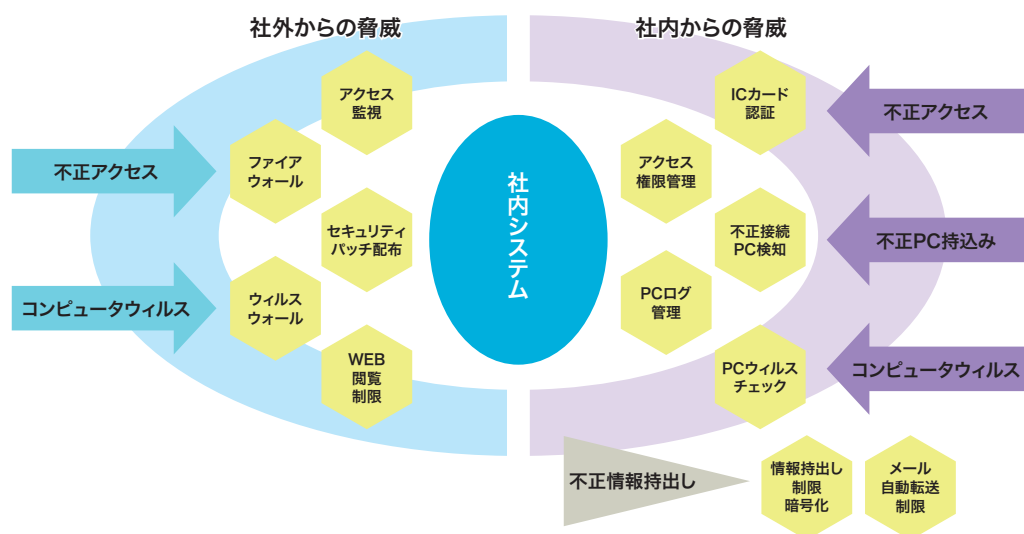 社外からの脅威
社内からの脅威
アクセス
監視
ファイア
ウォール
セキュリティ
パッチ配布
ウィルス
ウォール
WEB
閲覧
制限
不正アクセス
コンピュータウィルス
社内システム
ICカード
認証
アクセス
権限管理
不正接続
PC検知
PCログ
管理
PCウィルス
チェック
不正アクセス
不正PC持込み
コンピュータウィルス
不正情報持出し
情報持出し
制限
暗号化
メール
自動転送
制限